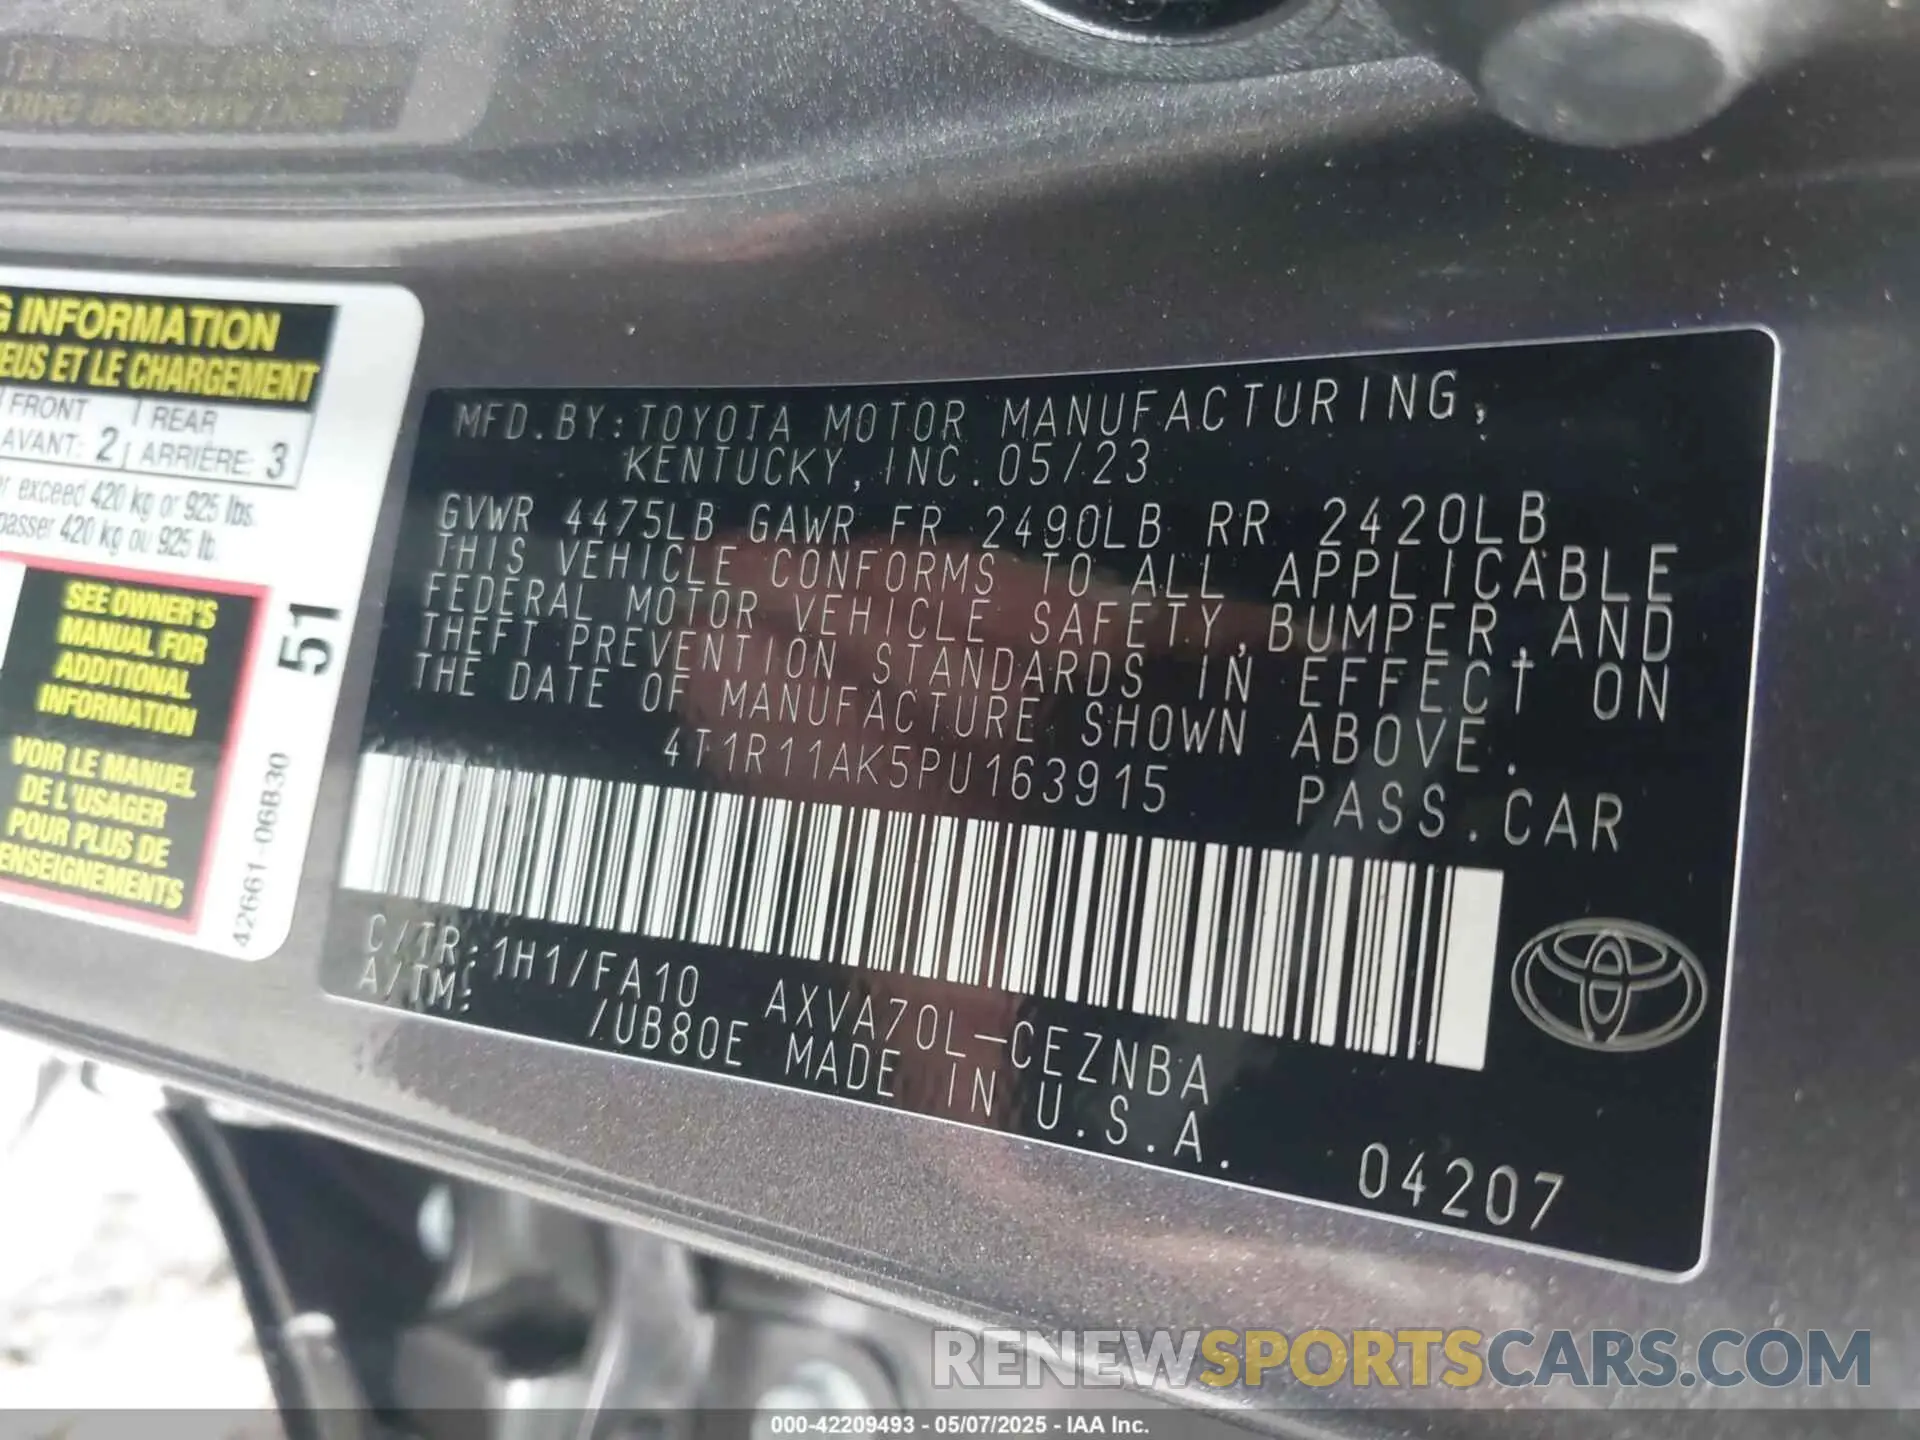 G INFORMATION
EUS ET LE CHARGEMENT
FRONT REAR
AVANT: 2 ARRIÈRE: 3
exceed 420 kg or 925 lbs.
passer 420 kg ou 925 lb.
SEE OWNER'S
MANUAL FOR
ADDITIONAL
INFORMATION
VOIR LE MANUEL
DE L'USAGER
POUR PLUS DE
ENSEIGNEMENTS
51
42661-06B30
MFD.BY:TOYOTA MOTOR MANUFACTURING,
KENTUCKY, INC. 05/23
GVWR 4475LB GAWR FR 2490LB RR 2420LB
THIS VEHICLE CONFORMS TO ALL APPLICABLE
FEDERAL MOTOR VEHICLE SAFETY, BUMPER, AND
THEFT PREVENTION STANDARDS IN EFFECT ON
THE DATE OF MANUFACTURE SHOWN ABOVE.
4T1R11AK5PU163915 PASS.CAR
C/TR: 1H1/FA10 AXVA70L-CEZNBA
A/TM: /UB80E MADE IN U.S.A.
04207
RENEWSPORTSCARS.COM
000-42209493 - 05/07/2025 - IAA Inc.